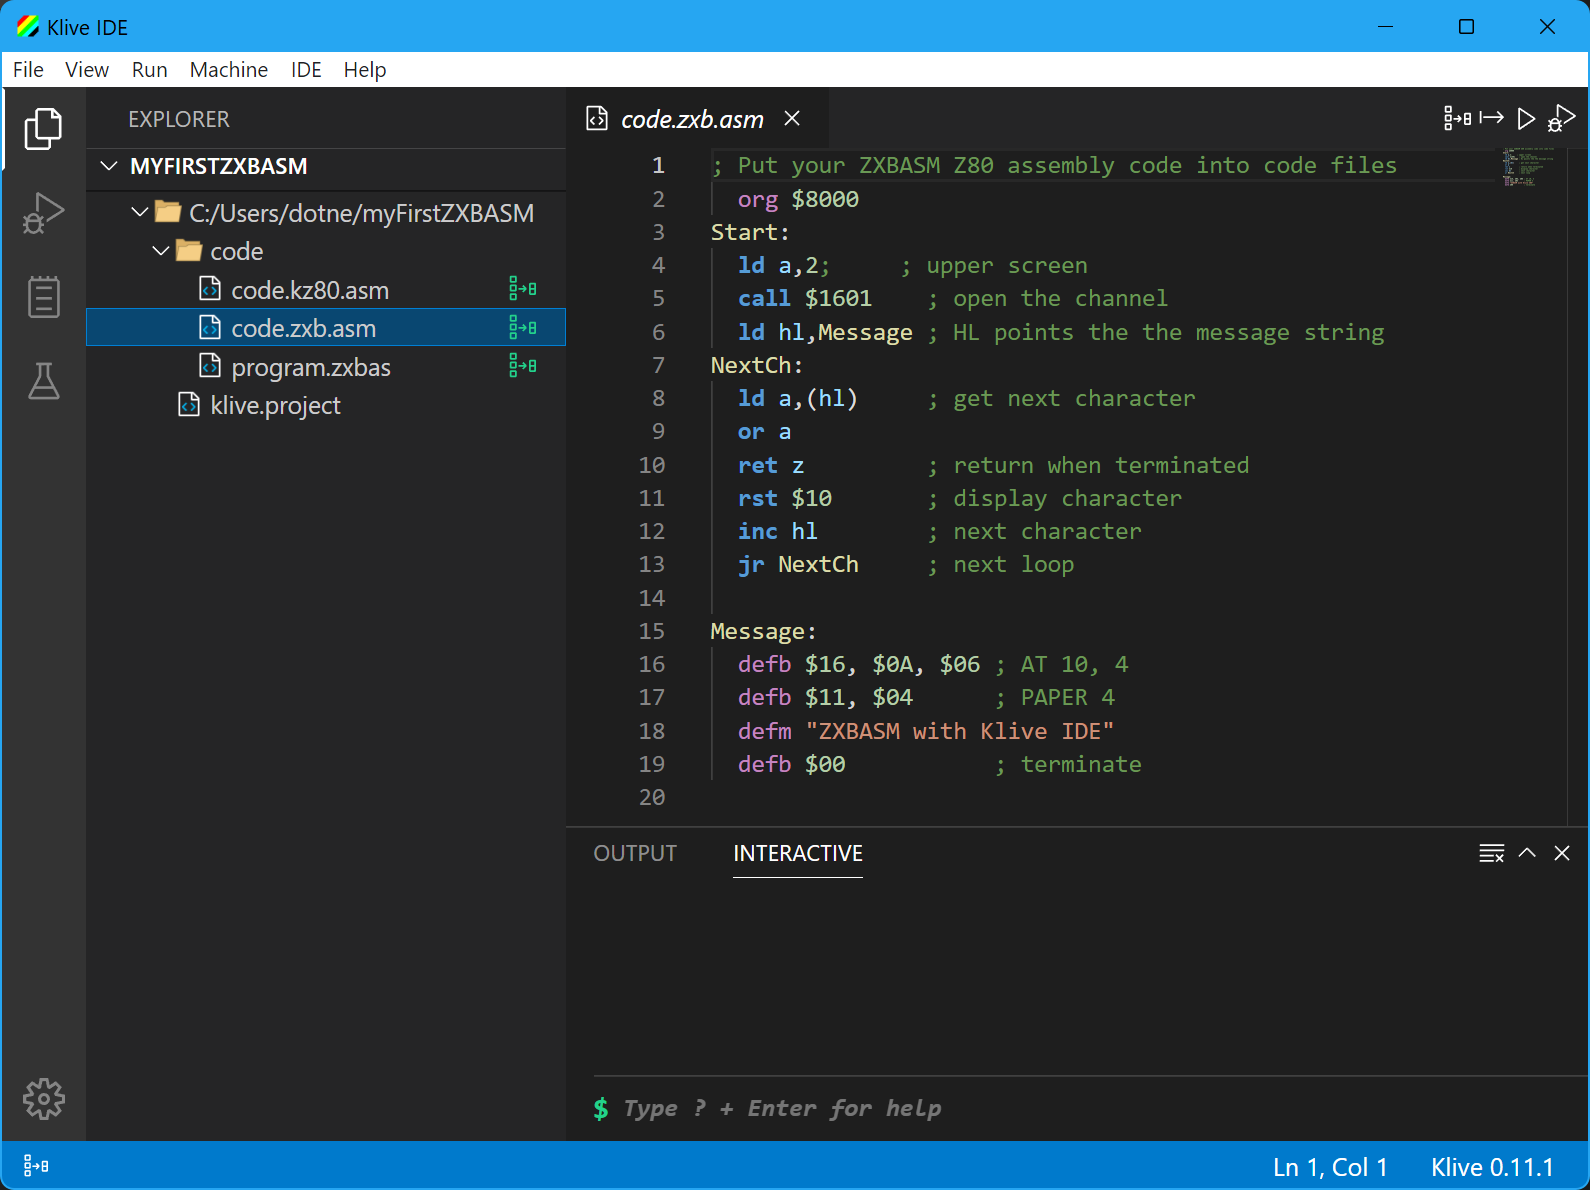 Klive IDE
File View Run Machine IDE Help
EXPLORER
MYFIRSTZXBASM
C:/Users/dotne/myFirstZXBASM
code
code.kz80.asm
code.zxb.asm
program.zxbas
klive.project
code.zxb.asm
1 ; Put your ZXBASM Z80 assembly code into code files
2 org $8000
3 Start:
4 ld a,2; ; upper screen
5 call $1601 ; open the channel
6 ld hl,Message ; HL points the the message string
7 NextCh:
8 ld a,(hl) ; get next character
9 or a
10 ret z ; return when terminated
11 rst $10 ; display character
12 inc hl ; next character
13 jr NextCh ; next loop
14
15 Message:
16 defb $16, $0A, $06 ; AT 10, 4
17 defb $11, $04 ; PAPER 4
18 defm "ZXBASM with Klive IDE"
19 defb $00 ; terminate
20
OUTPUT INTERACTIVE
$ Type ? + Enter for help
Ln 1, Col 1 Klive 0.11.1